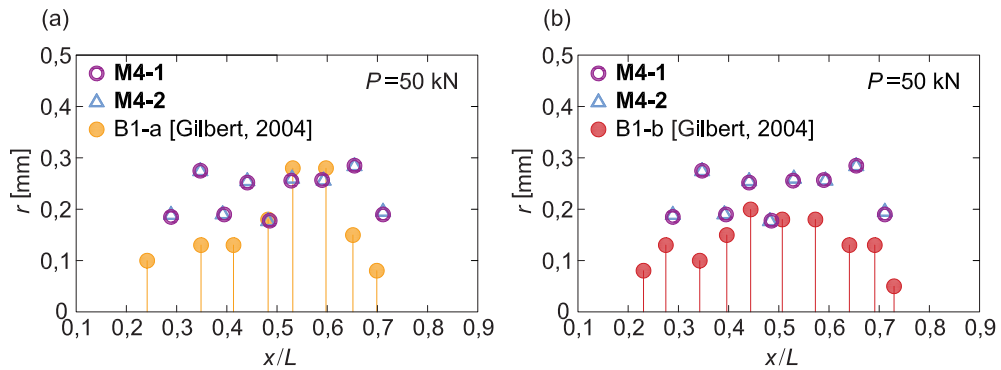 (a)
0,5
0,4
0,3
0,2
0,1
0
r [mm]
M4-1
M4-2
B1-a [Gilbert, 2004]
P=50 kN
0,1 0,2 0,3 0,4 0,5 0,6 0,7 0,8 0,9
x/L
(b)
0,5
0,4
0,3
0,2
0,1
0
r [mm]
M4-1
M4-2
B1-b [Gilbert, 2004]
P=50 kN
0,1 0,2 0,3 0,4 0,5 0,6 0,7 0,8 0,9
x/L